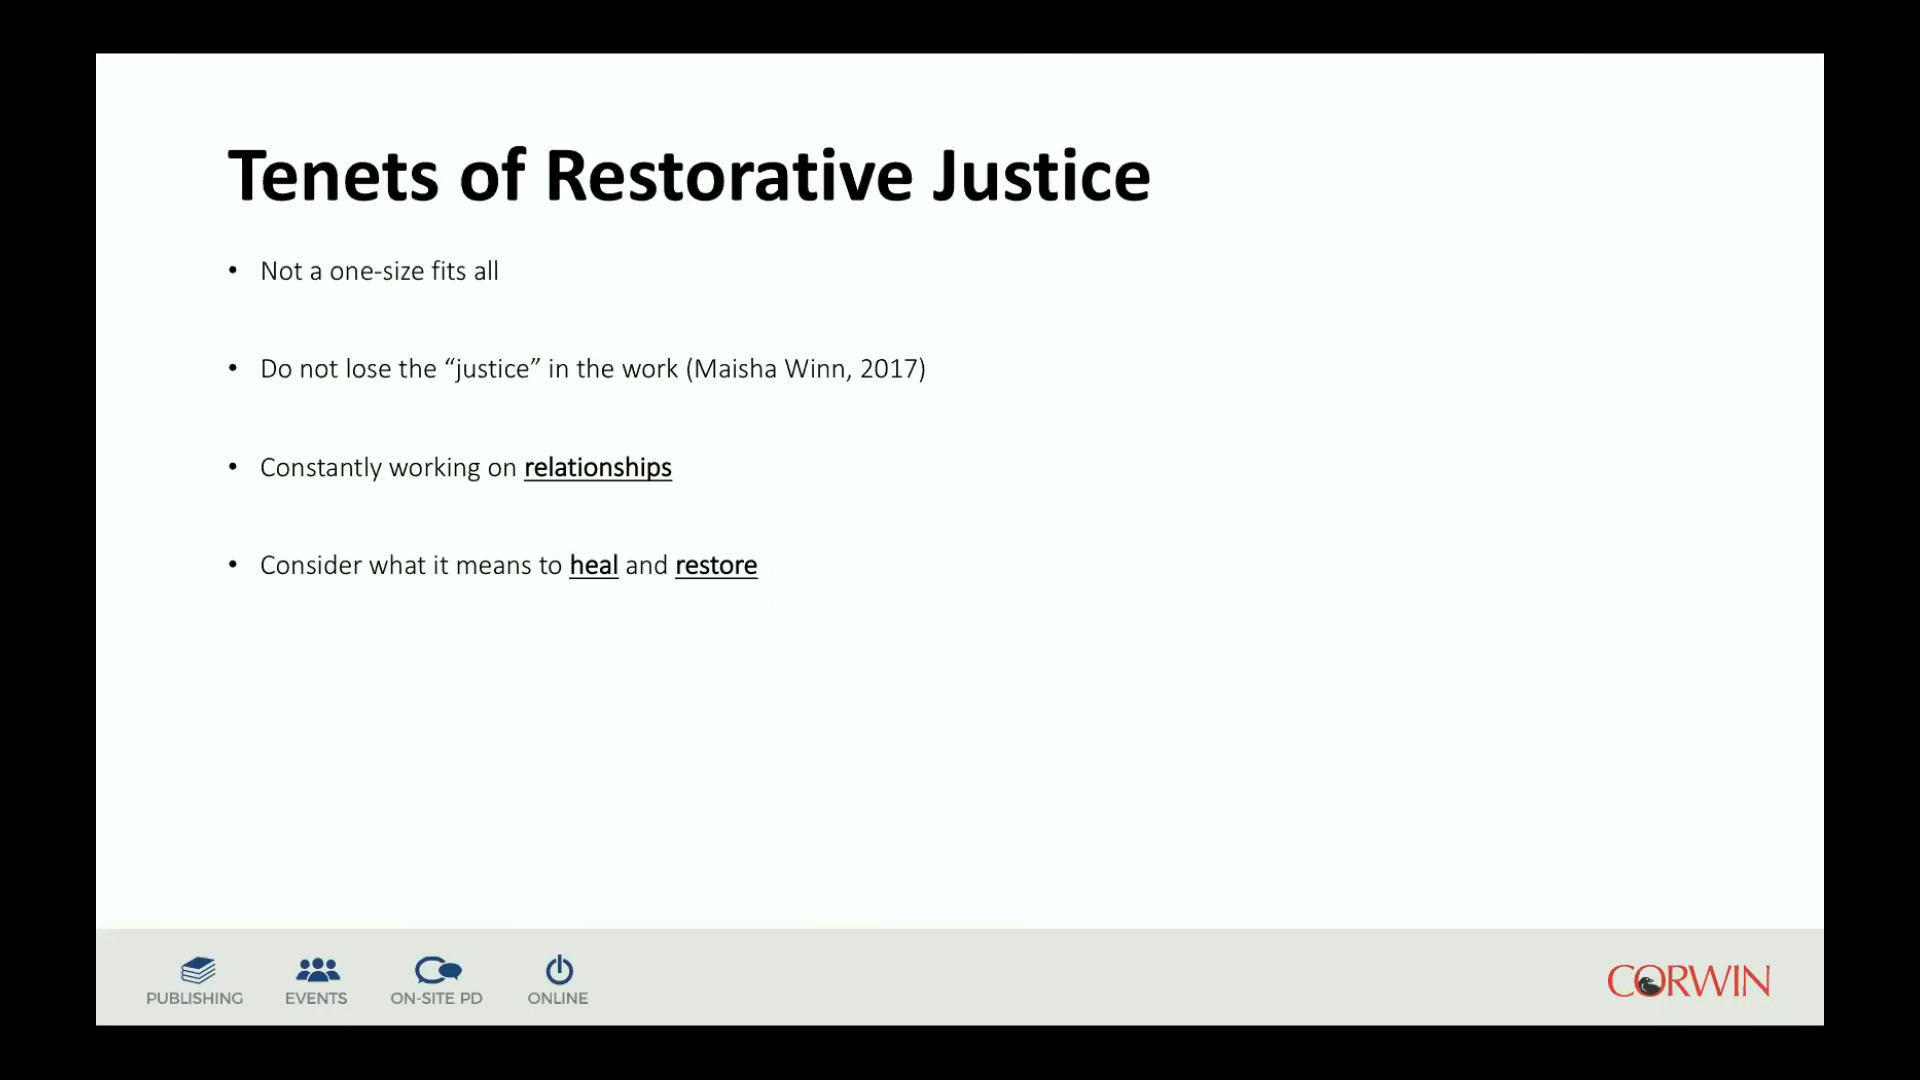 Tenets of Restorative Justice
• Not a one-size fits all
• Do not lose the “justice” in the work (Maisha Winn, 2017)
• Constantly working on relationships
• Consider what it means to heal and restore
PUBLISHING EVENTS ON-SITE PD ONLINE
CORWIN